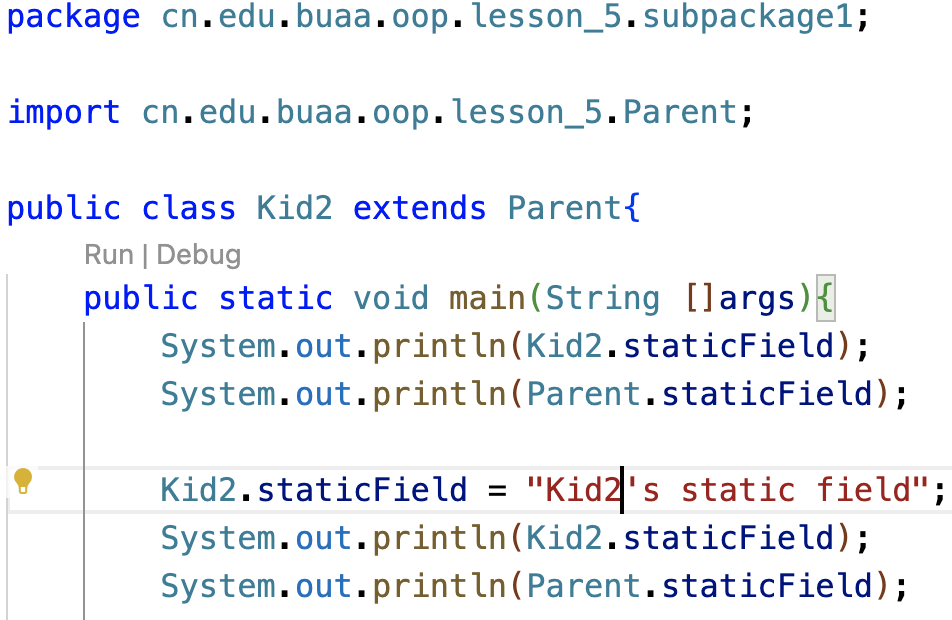 package cn.edu.buaa.oop.lesson_5.subpackage1;
import cn.edu.buaa.oop.lesson_5.Parent;
public class Kid2 extends Parent{
Run | Debug
public static void main(String []args){
System.out.println(Kid2.staticField);
System.out.println(Parent.staticField);
Kid2.staticField = "Kid2's static field";
System.out.println(Kid2.staticField);
System.out.println(Parent.staticField);